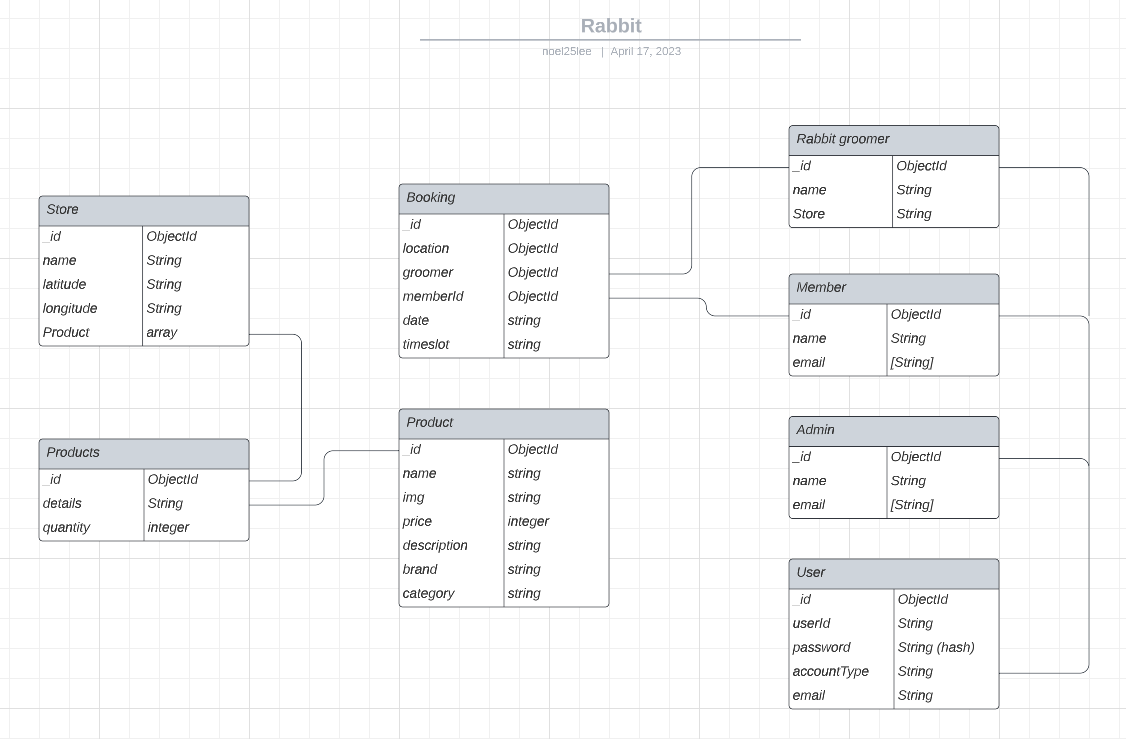 Rabbit
noel25lee | April 17, 2023
Store
_id ObjectId
name String
latitude String
longitude String
Product array
Products
_id ObjectId
details String
quantity integer
Booking
_id ObjectId
location ObjectId
groomer ObjectId
memberId ObjectId
date string
timeslot string
Product
_id ObjectId
name string
img string
price integer
description string
brand string
category string
Rabbit groomer
_id ObjectId
name String
Store String
Member
_id ObjectId
name String
email [String]
Admin
_id ObjectId
name String
email [String]
User
_id ObjectId
userId String
password String (hash)
accountType String
email String